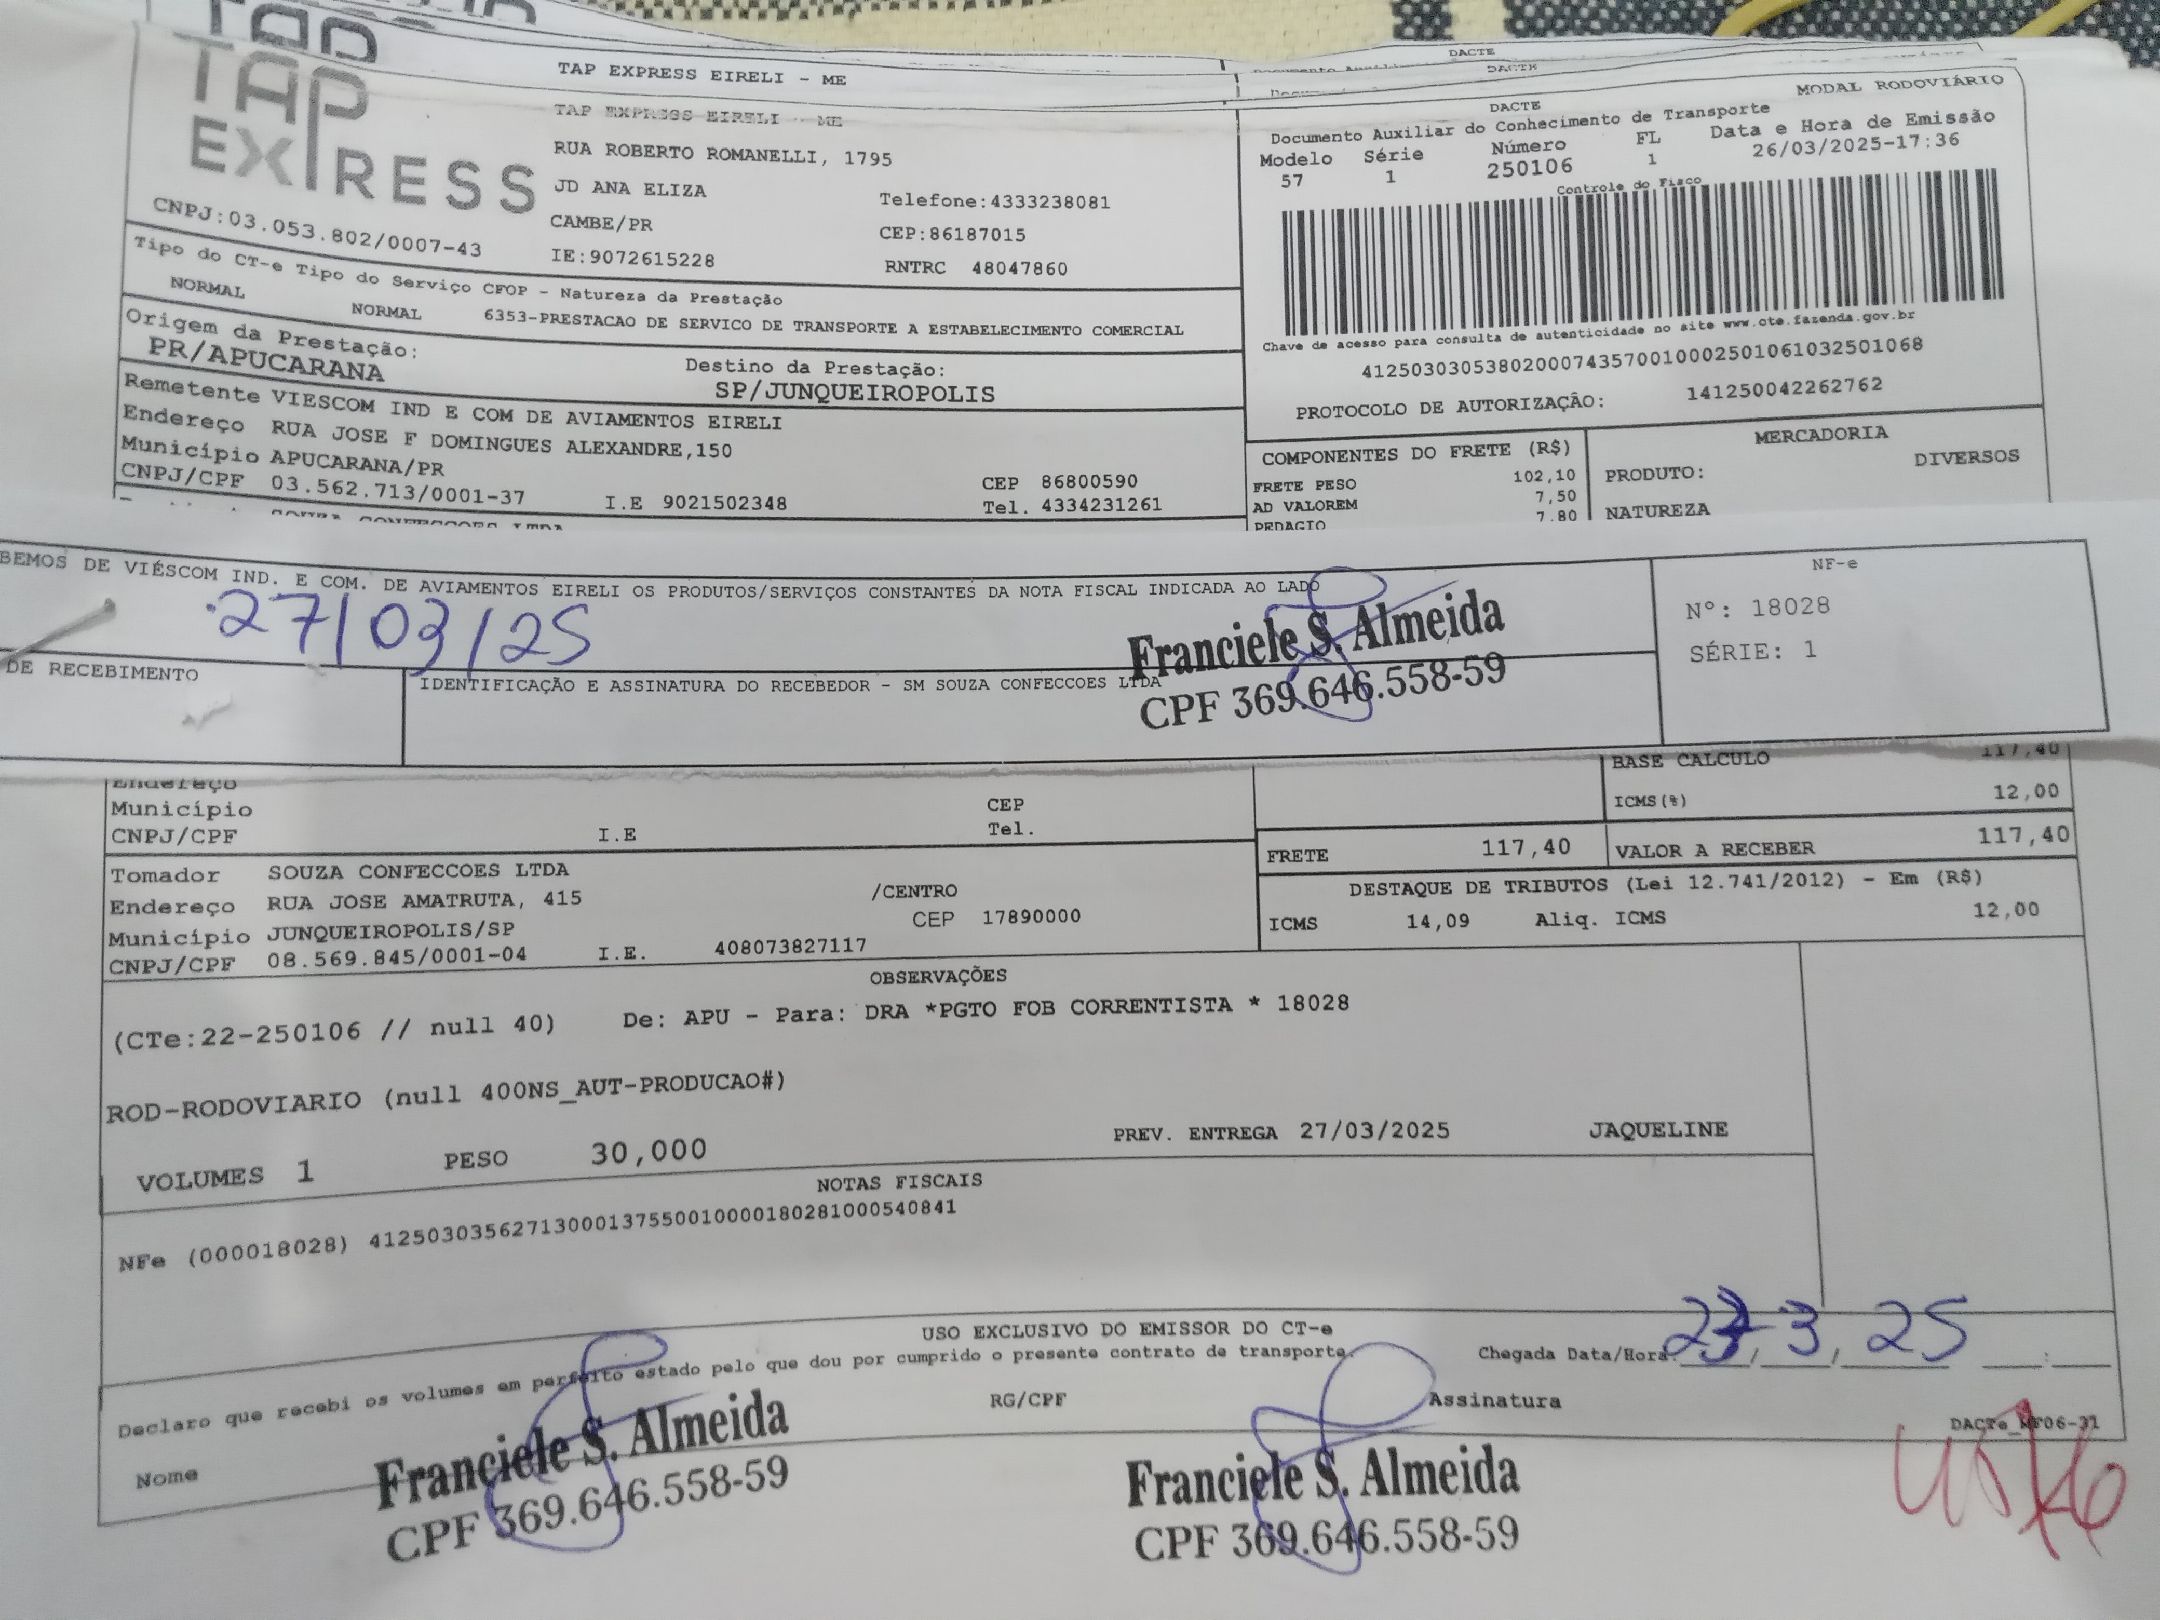 TAP
TAP EXPRESS EIRELI - ME
DACTE
DACTE
TAP EXPRESS
TAP EXPRESS EIRELI - ME
RUA ROBERTO ROMANELLI, 1795
JD ANA ELIZA Telefone:4333238081
CAMBE/PR CEP:86187015
IE:9072615228 RNTRC 48047860
CNPJ:03.053.802/0007-43
MODAL RODOVIÁRIO
DACTE
Documento Auxiliar do Conhecimento de Transporte
Modelo Série Número FL Data e Hora de Emissão
57 1 250106 1 26/03/2025-17:36
Controle do Fisco
Chave de acesso para consulta de autenticidade no site www.cte.fazenda.gov.br
41250303053802000743570010002501061032501068
PROTOCOLO DE AUTORIZAÇÃO: 141250042262762
Tipo do CT-e Tipo do Serviço CFOP - Natureza da Prestação
NORMAL NORMAL 6353-PRESTACAO DE SERVICO DE TRANSPORTE A ESTABELECIMENTO COMERCIAL
Origem da Prestação: Destino da Prestação:
PR/APUCARANA SP/JUNQUEIROPOLIS
Remetente VIESCOM IND E COM DE AVIAMENTOS EIRELI
Endereço RUA JOSE F DOMINGUES ALEXANDRE,150
Município APUCARANA/PR CEP 86800590
CNPJ/CPF 03.562.713/0001-37 I.E 9021502348 Tel. 4334231261
COMPONENTES DO FRETE (R$)
FRETE PESO 102,10
AD VALOREM 7,50
PEDAGIO 7,80
MERCADORIA
PRODUTO: DIVERSOS
NATUREZA
SOUZA CONFECCOES LTDA
BEMOS DE VIÉSCOM IND. E COM. DE AVIAMENTOS EIRELI OS PRODUTOS/SERVIÇOS CONSTANTES DA NOTA FISCAL INDICADA AO LADO
27/03/25
DE RECEBIMENTO
IDENTIFICAÇÃO E ASSINATURA DO RECEBEDOR - SM SOUZA CONFECCOES LTDA
Franciele S. Almeida
CPF 369.646.558-59
NF-e
Nº: 18028
SÉRIE: 1
Endereço
Município CEP
CNPJ/CPF I.E Tel.
BASE CALCULO 117,40
ICMS(%) 12,00
FRETE 117,40 VALOR A RECEBER 117,40
Tomador SOUZA CONFECCOES LTDA
Endereço RUA JOSE AMATRUTA, 415 /CENTRO
Município JUNQUEIROPOLIS/SP CEP 17890000
CNPJ/CPF 08.569.845/0001-04 I.E. 408073827117
DESTAQUE DE TRIBUTOS (Lei 12.741/2012) - Em (R$)
ICMS 14,09 Aliq. ICMS 12,00
OBSERVAÇÕES
(CTe:22-250106 // null 40) De: APU - Para: DRA *PGTO FOB CORRENTISTA * 18028
ROD-RODOVIARIO (null 400NS_AUT-PRODUCAO#)
VOLUMES 1 PESO 30,000 PREV. ENTREGA 27/03/2025 JAQUELINE
NOTAS FISCAIS
NFe (000018028) 41250303562713000137550010000180281000540841
USO EXCLUSIVO DO EMISSOR DO CT-e
Declaro que recebi os volumes em perfeito estado pelo que dou por cumprido o presente contrato de transporte.
Chegada Data/Hora: 3, 25
Nome RG/CPF Assinatura
DACTe_MF06-31
Franciele S. Almeida
CPF 369.646.558-59
Franciele S. Almeida
CPF 369.646.558-59